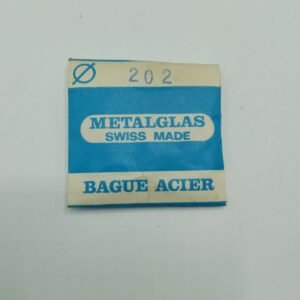 Ø 202
METALGLAS
SWISS MADE
BAGUE ACIER